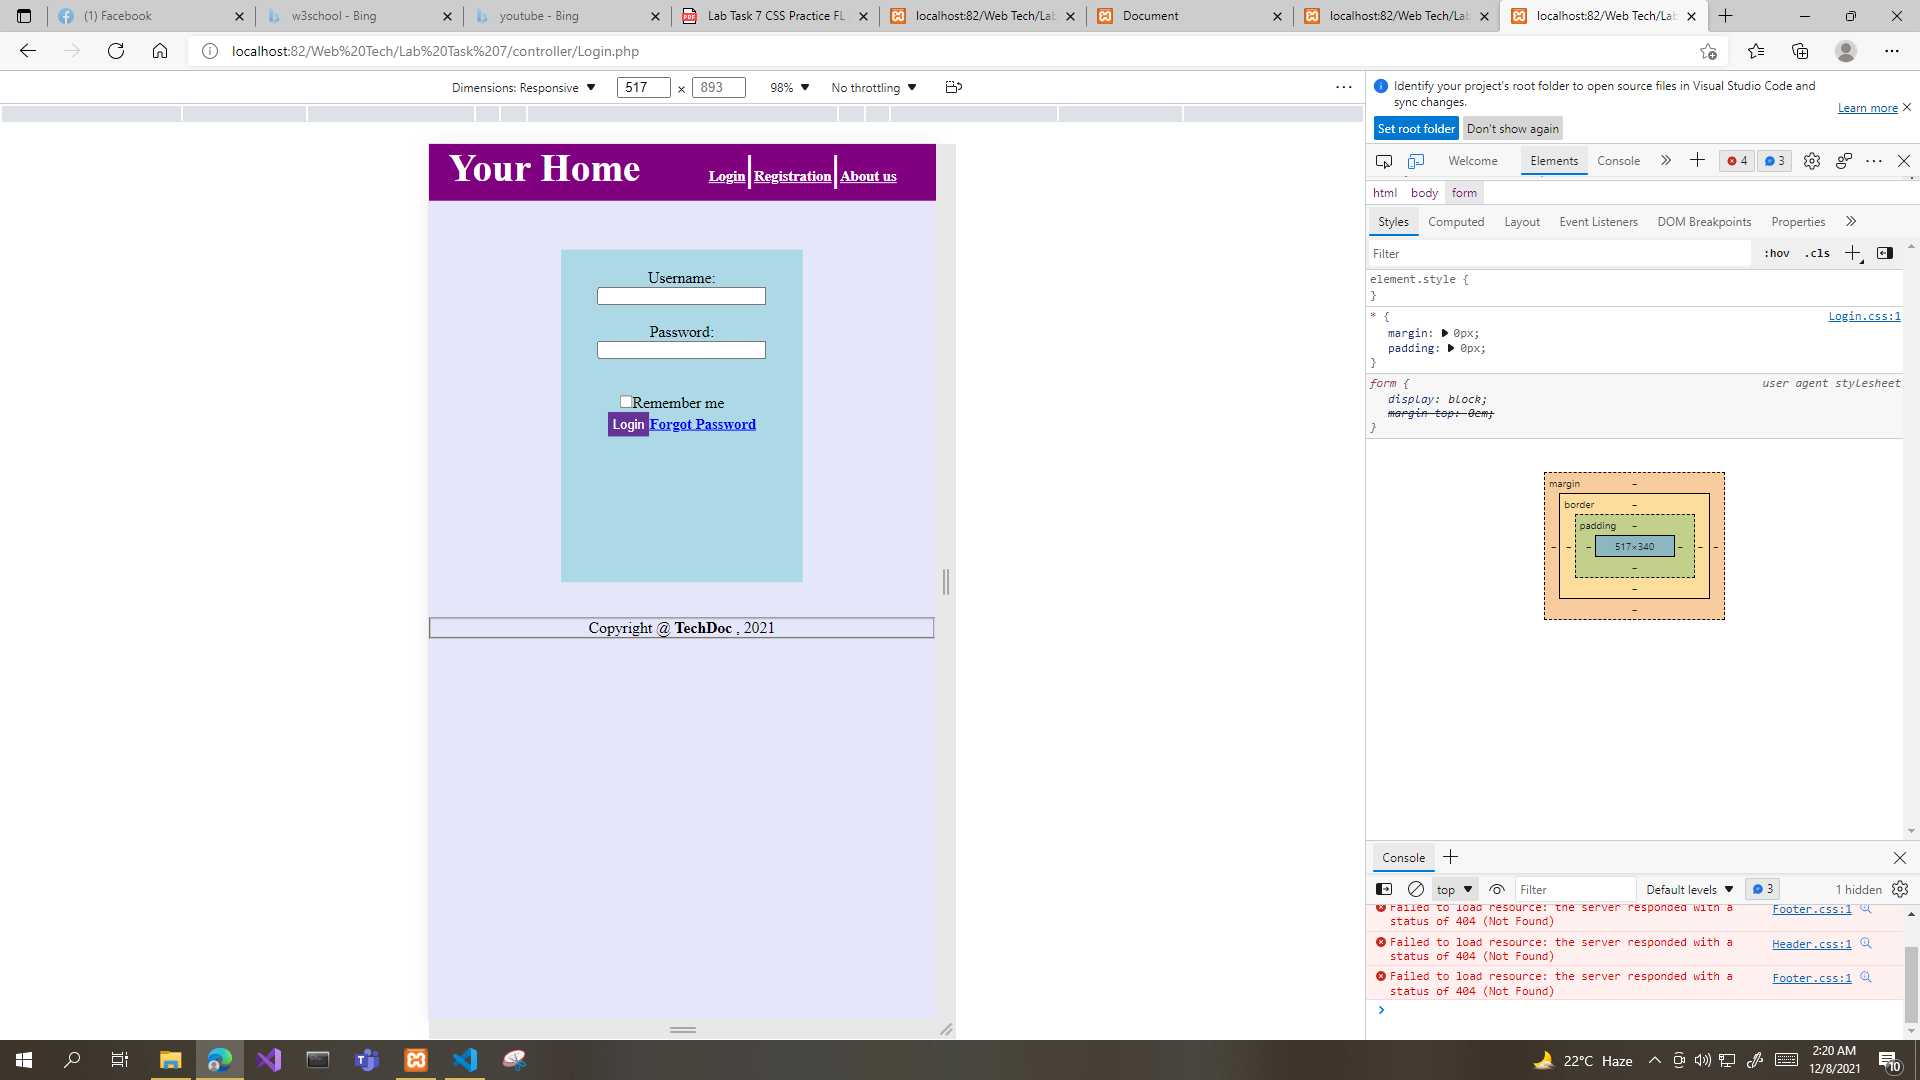 (1) Facebook
w3school - Bing
youtube - Bing
Lab Task 7 CSS Practice FL
localhost:82/Web Tech/Lab
Document
localhost:82/Web Tech/Lab
localhost:82/Web Tech/Lab
localhost:82/Web%20Tech/Lab%20Task%207/controller/Login.php
Dimensions: Responsive
517 × 893
98%
No throttling
Identify your project's root folder to open source files in Visual Studio Code and
sync changes.
Learn more
Set root folder
Don't show again
Welcome
Elements
Console
4
3
html
body
form
Styles
Computed
Layout
Event Listeners
DOM Breakpoints
Properties
Filter
:hov
.cls
element.style {
}
* {
Login.css:1
margin: 0px;
padding: 0px;
}
form {
user agent stylesheet
display: block;
margin-top: 0em;
}
margin
–
border
–
padding
–
– – – 517×340 – – –
–
–
–
Your Home
Login
Registration
About us
Username:
Password:
Remember me
Login Forgot Password
Copyright @ TechDoc , 2021
Console
top
Filter
Default levels
3
1 hidden
Failed to load resource: the server responded with a
status of 404 (Not Found)
Footer.css:1
Failed to load resource: the server responded with a
status of 404 (Not Found)
Header.css:1
Failed to load resource: the server responded with a
status of 404 (Not Found)
Footer.css:1
22°C Haze
2:20 AM
12/8/2021
10